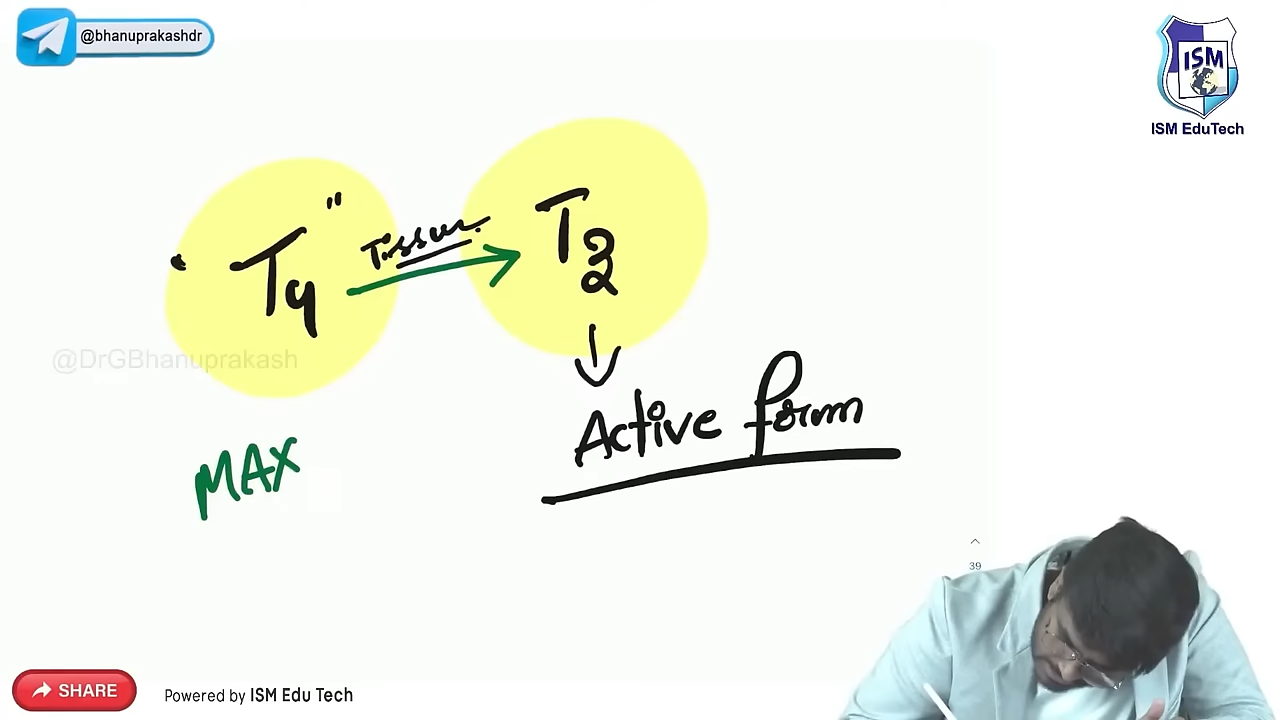 @bhanuprakashdr
ISM
ISM EduTech
"T4" Tissue T3
@DrGBhanuprakash
Active form
MAX
39
SHARE
Powered by ISM Edu Tech